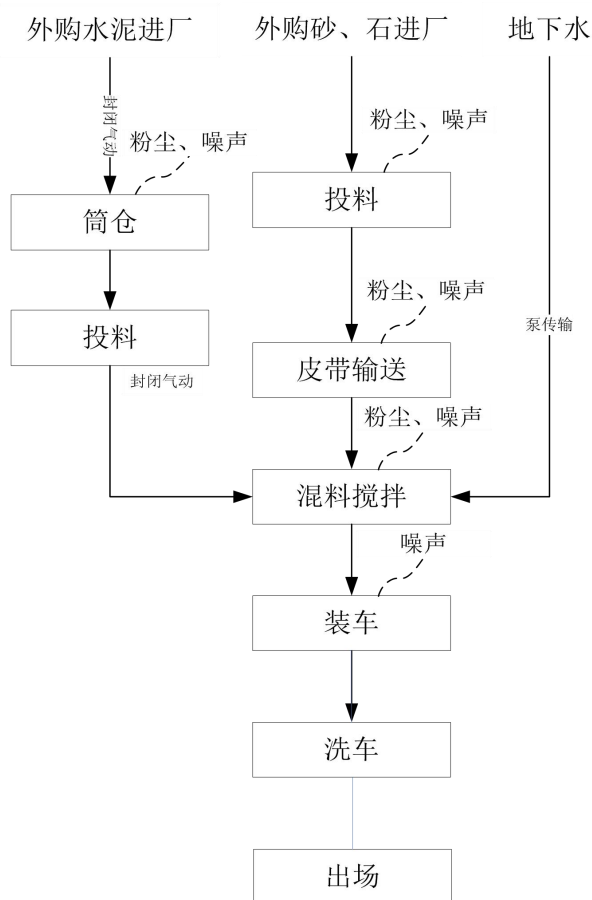 外购水泥进厂
外购砂、石进厂
地下水
封闭气动
粉尘、噪声
粉尘、噪声
筒仓
投料
粉尘、噪声
投料
泵传输
封闭气动
皮带输送
粉尘、噪声
混料搅拌
噪声
装车
洗车
出场